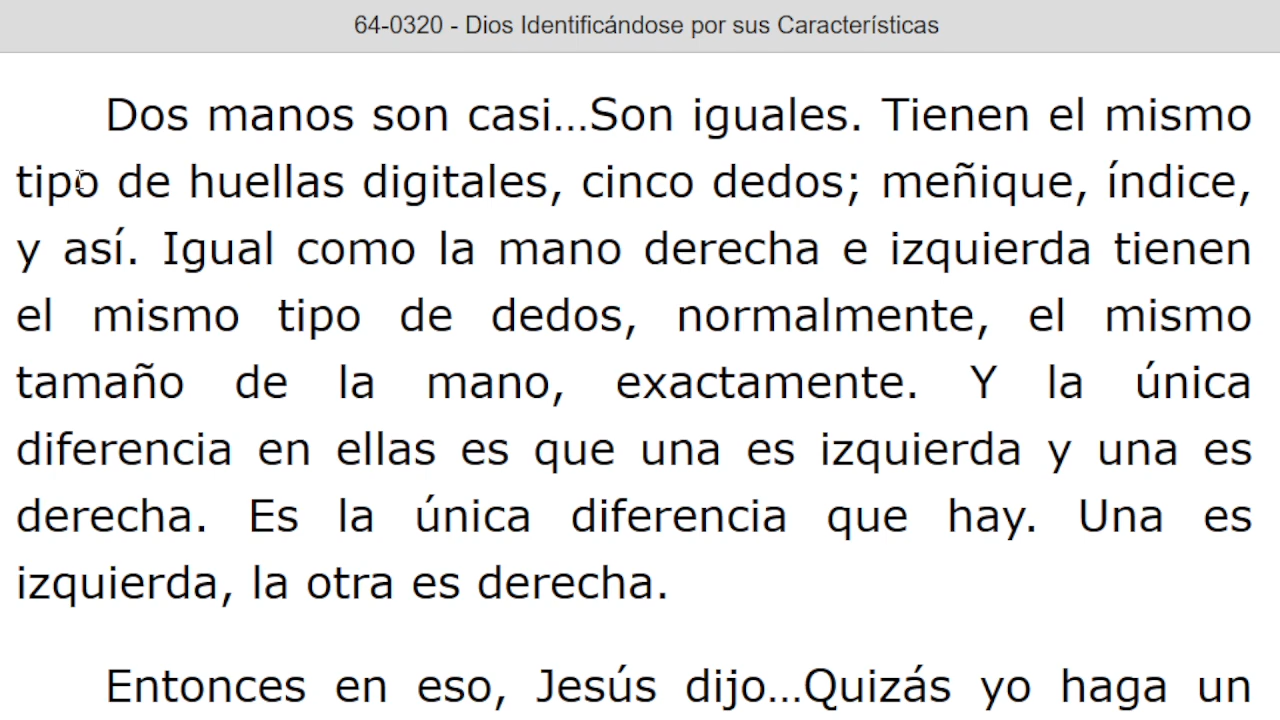 64-0320 - Dios Identificándose por sus Características
Dos manos son casi...Son iguales. Tienen el mismo
tipo de huellas digitales, cinco dedos; meñique, índice,
y así. Igual como la mano derecha e izquierda tienen
el mismo tipo de dedos, normalmente, el mismo
tamaño de la mano, exactamente. Y la única
diferencia en ellas es que una es izquierda y una es
derecha. Es la única diferencia que hay. Una es
izquierda, la otra es derecha.
Entonces en eso, Jesús dijo...Quizás yo haga un